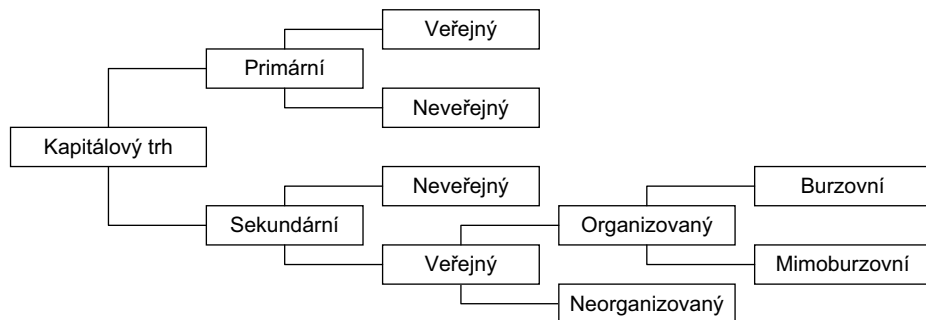 Veřejný
Primární
Neveřejný
Kapitálový trh
Neveřejný
Burzovní
Sekundární
Organizovaný
Veřejný
Mimoburzovní
Neorganizovaný